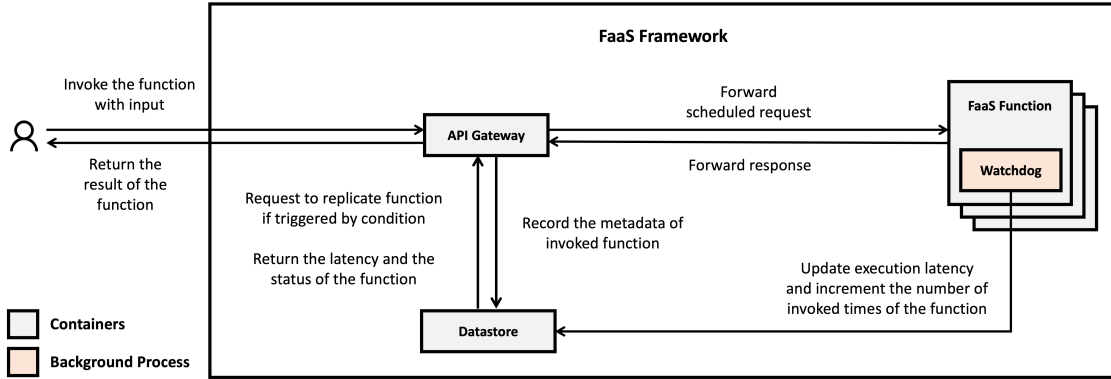 FaaS Framework
Invoke the function
with input
Return the
result of the
function
API Gateway
Forward
scheduled request
Forward response
FaaS Function
Watchdog
Request to replicate function
if triggered by condition
Return the latency and the
status of the function
Record the metadata of
invoked function
Update execution latency
and increment the number of
invoked times of the function
Datastore
Containers
Background Process